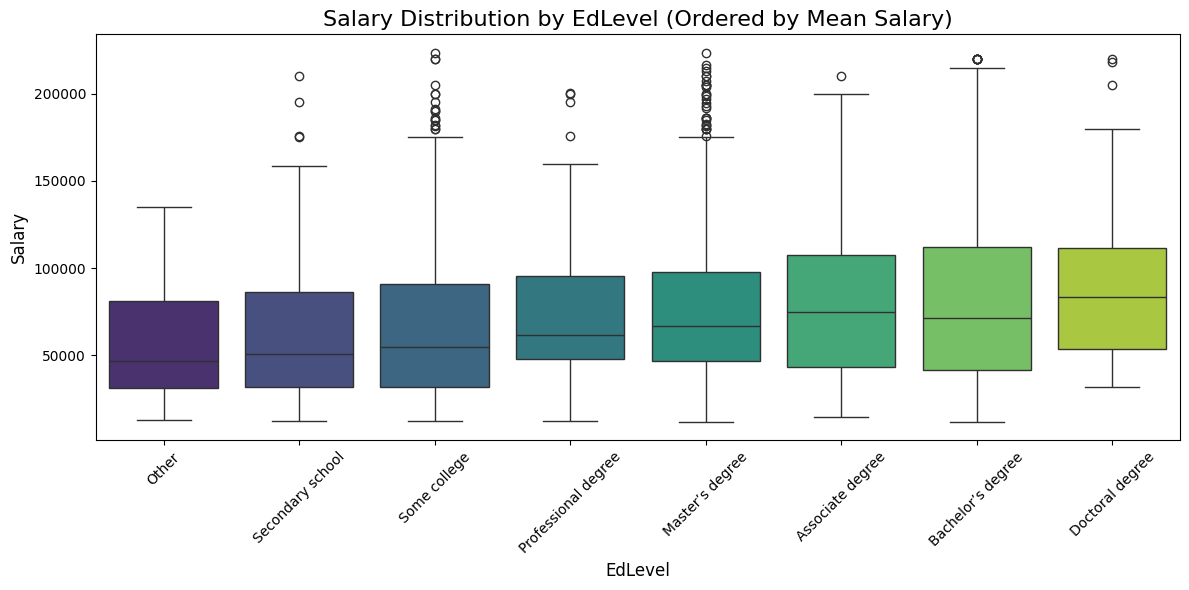 Salary Distribution by EdLevel (Ordered by Mean Salary)
Salary
200000
150000
100000
50000
Other
Secondary school
Some college
Professional degree
Master’s degree
Associate degree
Bachelor’s degree
Doctoral degree
EdLevel